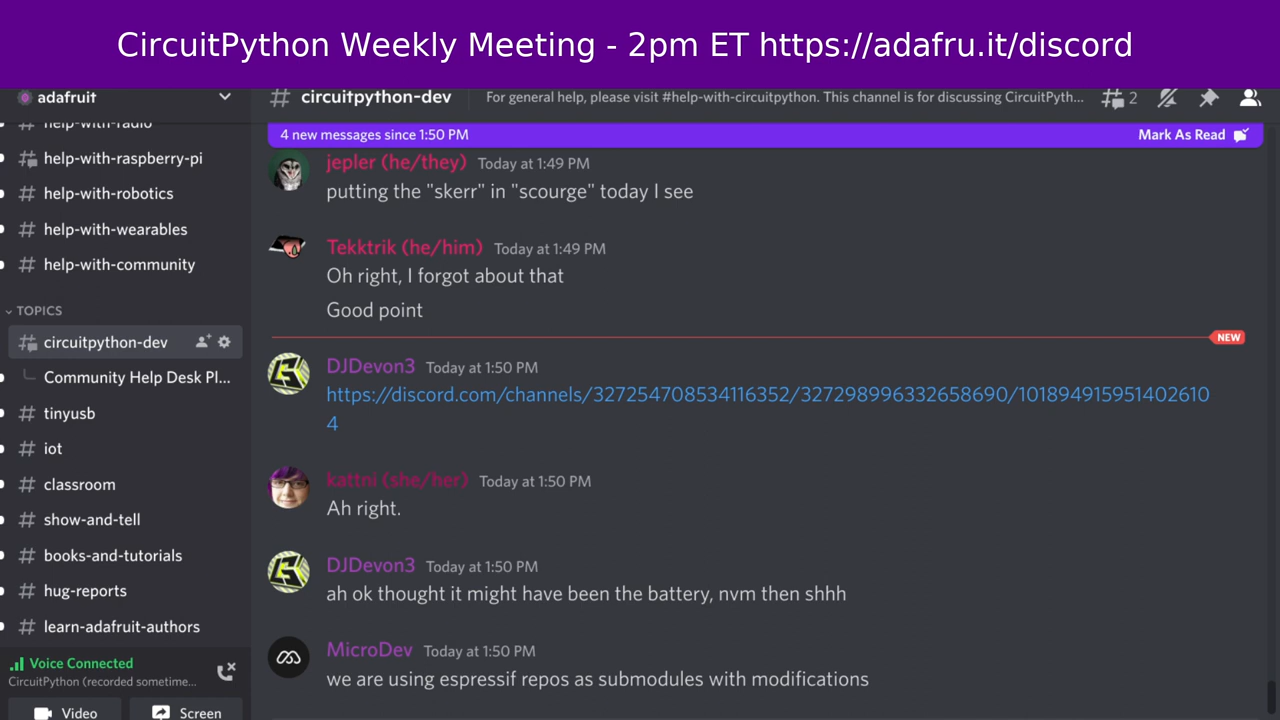 CircuitPython Weekly Meeting - 2pm ET https://adafru.it/discord
adafruit
# circuitpython-dev
For general help, please visit #help-with-circuitpython. This channel is for discussing CircuitPyth...
2
help-with-radio
help-with-raspberry-pi
# help-with-robotics
# help-with-wearables
# help-with-community
TOPICS
circuitpython-dev
Community Help Desk Pl...
# tinyusb
# iot
# classroom
# show-and-tell
# books-and-tutorials
# hug-reports
# learn-adafruit-authors
Voice Connected
CircuitPython (recorded sometime...
Video
Screen
4 new messages since 1:50 PM
Mark As Read
jepler (he/they) Today at 1:49 PM
putting the "skerr" in "scourge" today I see
Tekktrik (he/him) Today at 1:49 PM
Oh right, I forgot about that
Good point
NEW
DJDevon3 Today at 1:50 PM
https://discord.com/channels/327254708534116352/327298996332658690/101894915951402610
4
kattni (she/her) Today at 1:50 PM
Ah right.
DJDevon3 Today at 1:50 PM
ah ok thought it might have been the battery, nvm then shhh
MicroDev Today at 1:50 PM
we are using espressif repos as submodules with modifications